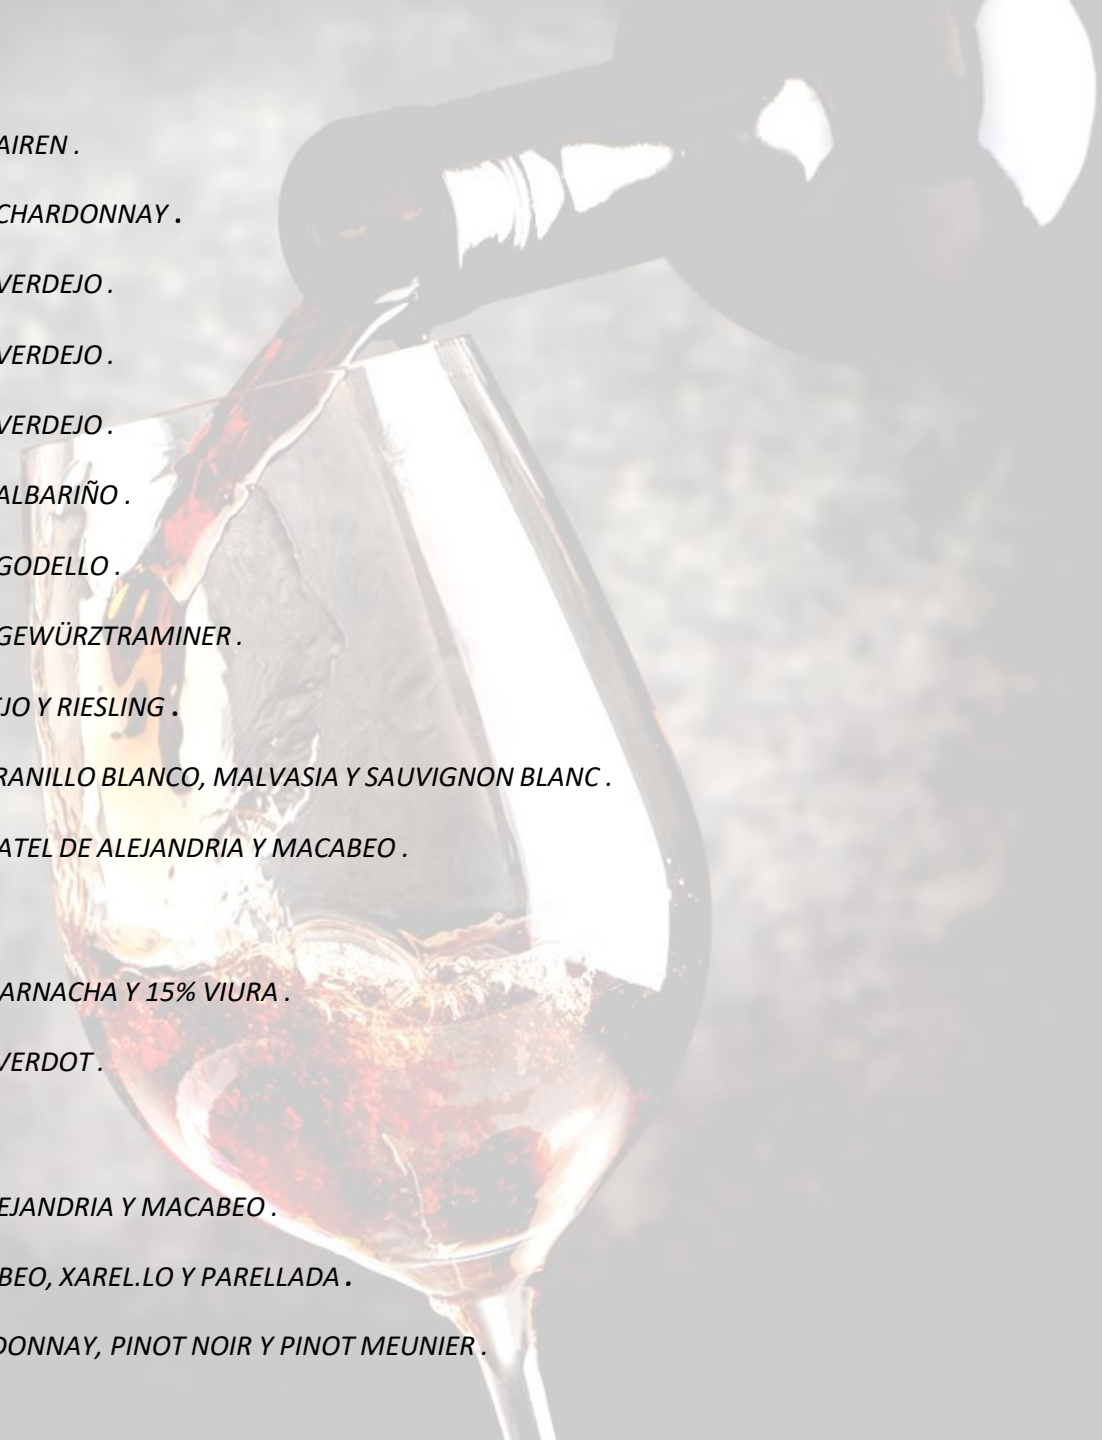 AIREN .
CHARDONNAY .
VERDEJO .
VERDEJO .
VERDEJO .
ALBARIÑO .
GODELLO .
GEWÜRZTRAMINER .
JO Y RIESLING .
RANILLO BLANCO, MALVASIA Y SAUVIGNON BLANC .
ATEL DE ALEJANDRIA Y MACABEO .
ARNACHA Y 15% VIURA .
VERDOT .
EJANDRIA Y MACABEO .
BEO, XAREL.LO Y PARELLADA .
DONNAY, PINOT NOIR Y PINOT MEUNIER .